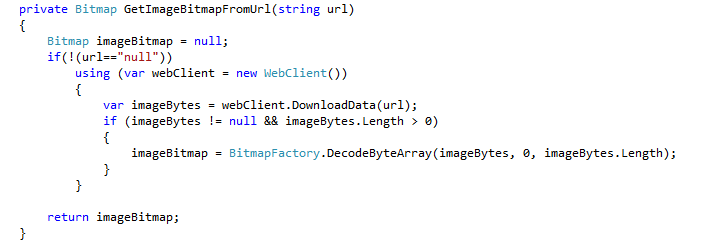 private Bitmap GetImageBitmapFromUrl(string url)
{
    Bitmap imageBitmap = null;
    if(!(url=="null"))
        using (var webClient = new WebClient())
        {
            var imageBytes = webClient.DownloadData(url);
            if (imageBytes != null && imageBytes.Length > 0)
            {
                imageBitmap = BitmapFactory.DecodeByteArray(imageBytes, 0, imageBytes.Length);
            }
        }

    return imageBitmap;
}